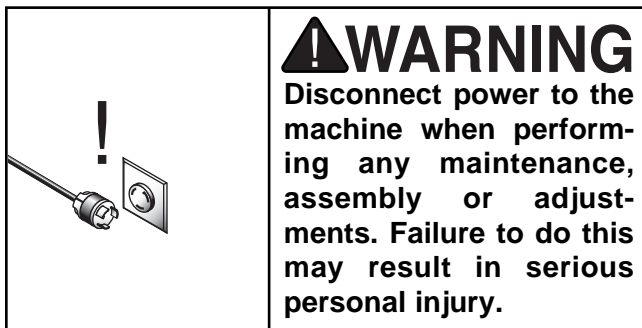 !
! WARNING
Disconnect power to the
machine when perform-
ing any maintenance,
assembly or adjust-
ments. Failure to do this
may result in serious
personal injury.